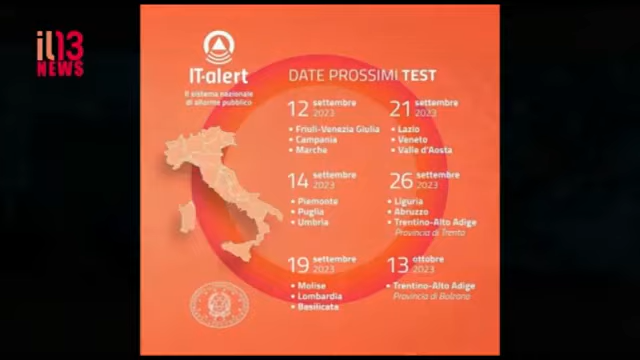 il13
NEWS
IT-alert
Il sistema nazionale
di allarme pubblico
DATE PROSSIMI TEST
12 settembre
2023
• Friuli-Venezia Giulia
• Campania
• Marche
21 settembre
2023
• Lazio
• Veneto
• Valle d'Aosta
14 settembre
2023
• Piemonte
• Puglia
• Umbria
26 settembre
2023
• Liguria
• Abruzzo
• Trentino-Alto Adige
Provincia di Trento
19 settembre
2023
• Molise
• Lombardia
• Basilicata
13 ottobre
2023
• Trentino-Alto Adige
Provincia di Bolzano